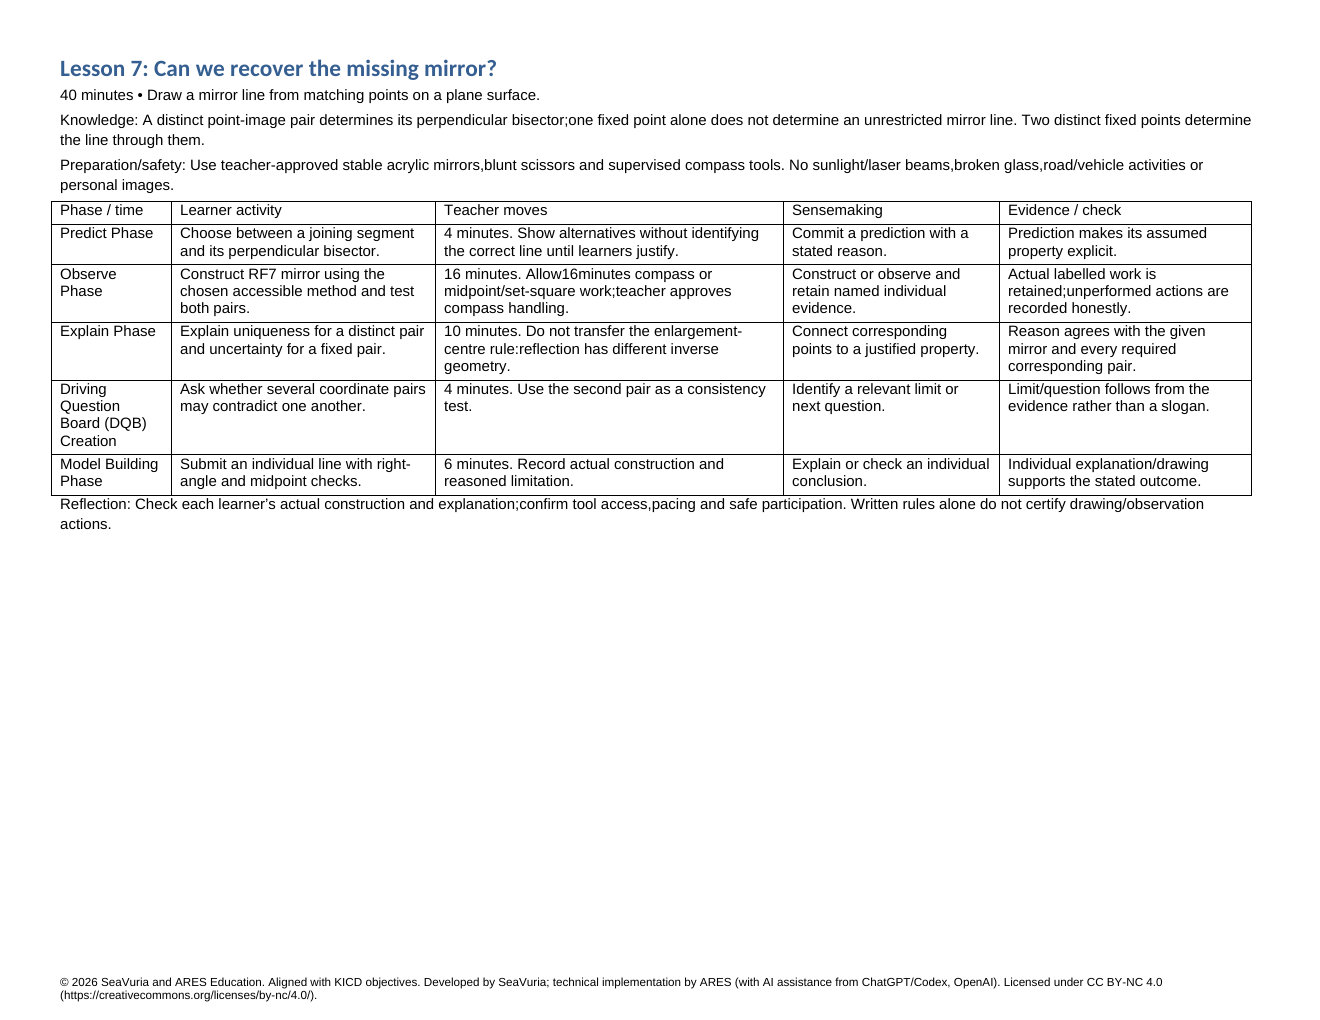 Lesson 7: Can we recover the missing mirror?
40 minutes • Draw a mirror line from matching points on a plane surface.
Knowledge: A distinct point-image pair determines its perpendicular bisector;one fixed point alone does not determine an unrestricted mirror line. Two distinct fixed points determine
the line through them.
Preparation/safety: Use teacher-approved stable acrylic mirrors,blunt scissors and supervised compass tools. No sunlight/laser beams,broken glass,road/vehicle activities or
personal images.
Phase / time
Learner activity
Teacher moves
Sensemaking
Evidence / check
Predict Phase
Choose between a joining segment
and its perpendicular bisector.
4 minutes. Show alternatives without identifying
the correct line until learners justify.
Commit a prediction with a
stated reason.
Prediction makes its assumed
property explicit.
Observe
Phase
Construct RF7 mirror using the
chosen accessible method and test
both pairs.
16 minutes. Allow16minutes compass or
midpoint/set-square work;teacher approves
compass handling.
Construct or observe and
retain named individual
evidence.
Actual labelled work is
retained;unperformed actions are
recorded honestly.
Explain Phase
Explain uniqueness for a distinct pair
and uncertainty for a fixed pair.
10 minutes. Do not transfer the enlargement-
centre rule:reflection has different inverse
geometry.
Connect corresponding
points to a justified property.
Reason agrees with the given
mirror and every required
corresponding pair.
Driving
Question
Board (DQB)
Creation
Ask whether several coordinate pairs
may contradict one another.
4 minutes. Use the second pair as a consistency
test.
Identify a relevant limit or
next question.
Limit/question follows from the
evidence rather than a slogan.
Model Building
Phase
Submit an individual line with right-
angle and midpoint checks.
6 minutes. Record actual construction and
reasoned limitation.
Explain or check an individual
conclusion.
Individual explanation/drawing
supports the stated outcome.
Reflection: Check each learner’s actual construction and explanation;confirm tool access,pacing and safe participation. Written rules alone do not certify drawing/observation
actions.
© 2026 SeaVuria and ARES Education. Aligned with KICD objectives. Developed by SeaVuria; technical implementation by ARES (with AI assistance from ChatGPT/Codex, OpenAI). Licensed under CC BY-NC 4.0
(https://creativecommons.org/licenses/by-nc/4.0/).